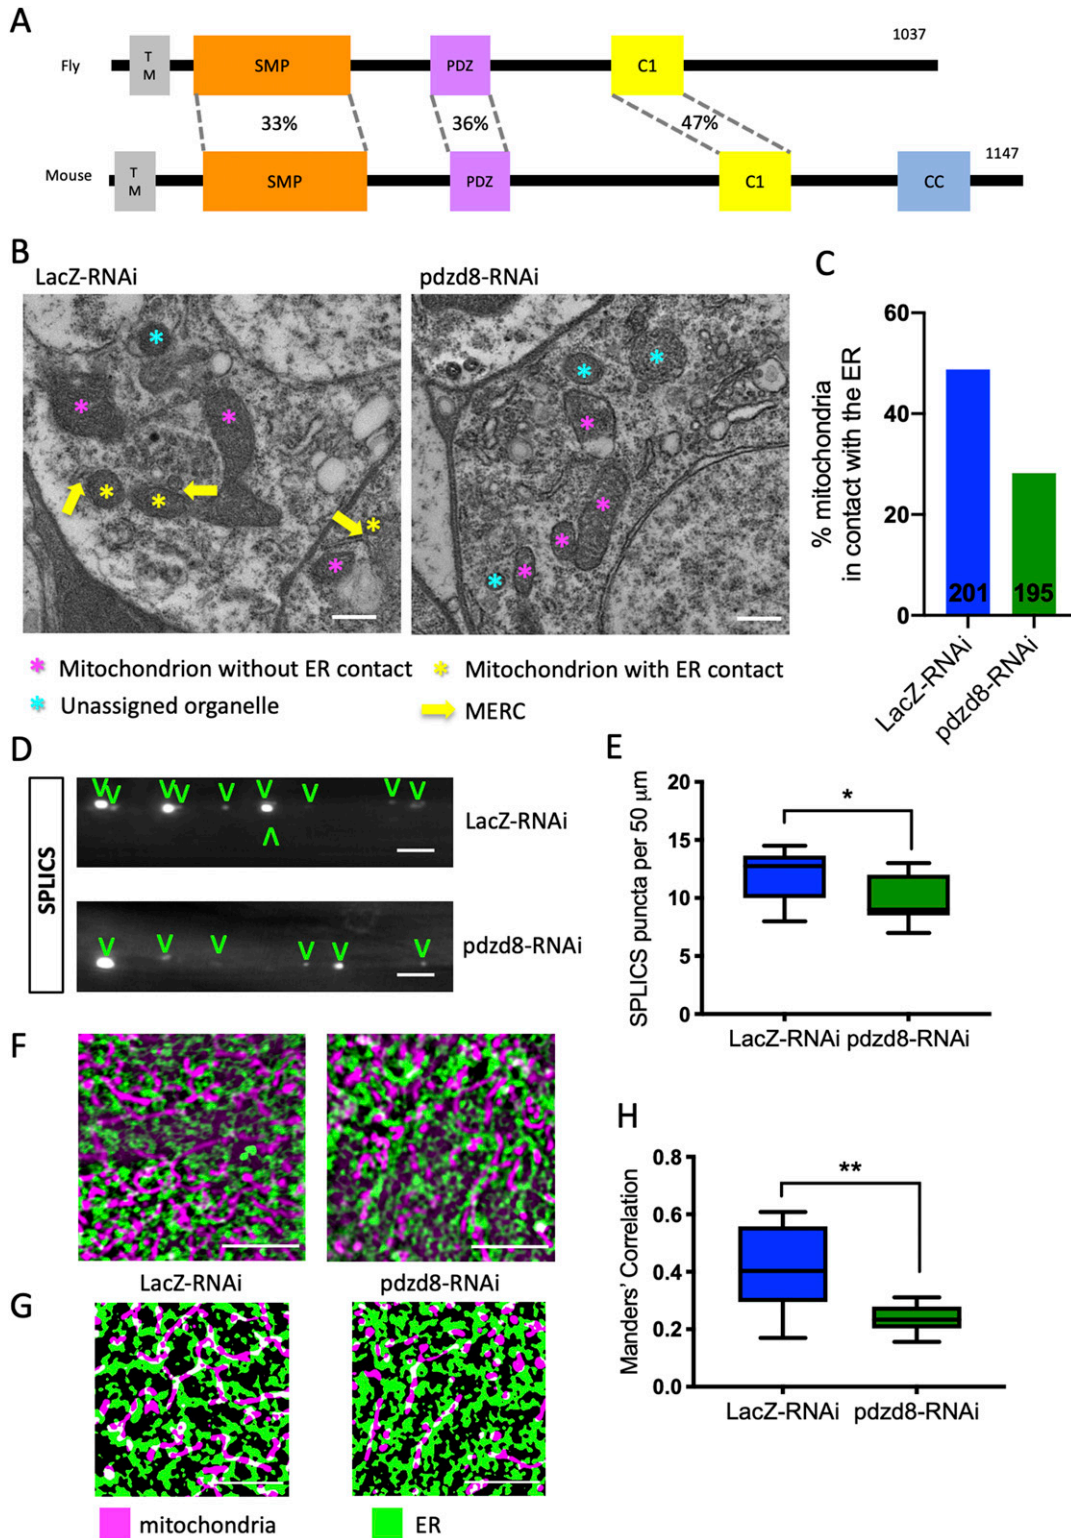 A
Fly
T
M
SMP
PDZ
C1
1037
33%
36%
47%
Mouse
T
M
SMP
PDZ
C1
CC
1147
B
LacZ-RNAi
pdzd8-RNAi
* Mitochondrion without ER contact
* Mitochondrion with ER contact
* Unassigned organelle
MERC
C
% mitochondria
in contact with the ER
60
40
20
0
201
195
LacZ-RNAi
pdzd8-RNAi
D
SPLICS
LacZ-RNAi
pdzd8-RNAi
E
SPLICS puncta per 50 μm
20
15
10
5
0
*
LacZ-RNAi pdzd8-RNAi
F
LacZ-RNAi
pdzd8-RNAi
G
mitochondria
ER
H
Manders' Correlation
0.8
0.6
0.4
0.2
0.0
**
LacZ-RNAi pdzd8-RNAi